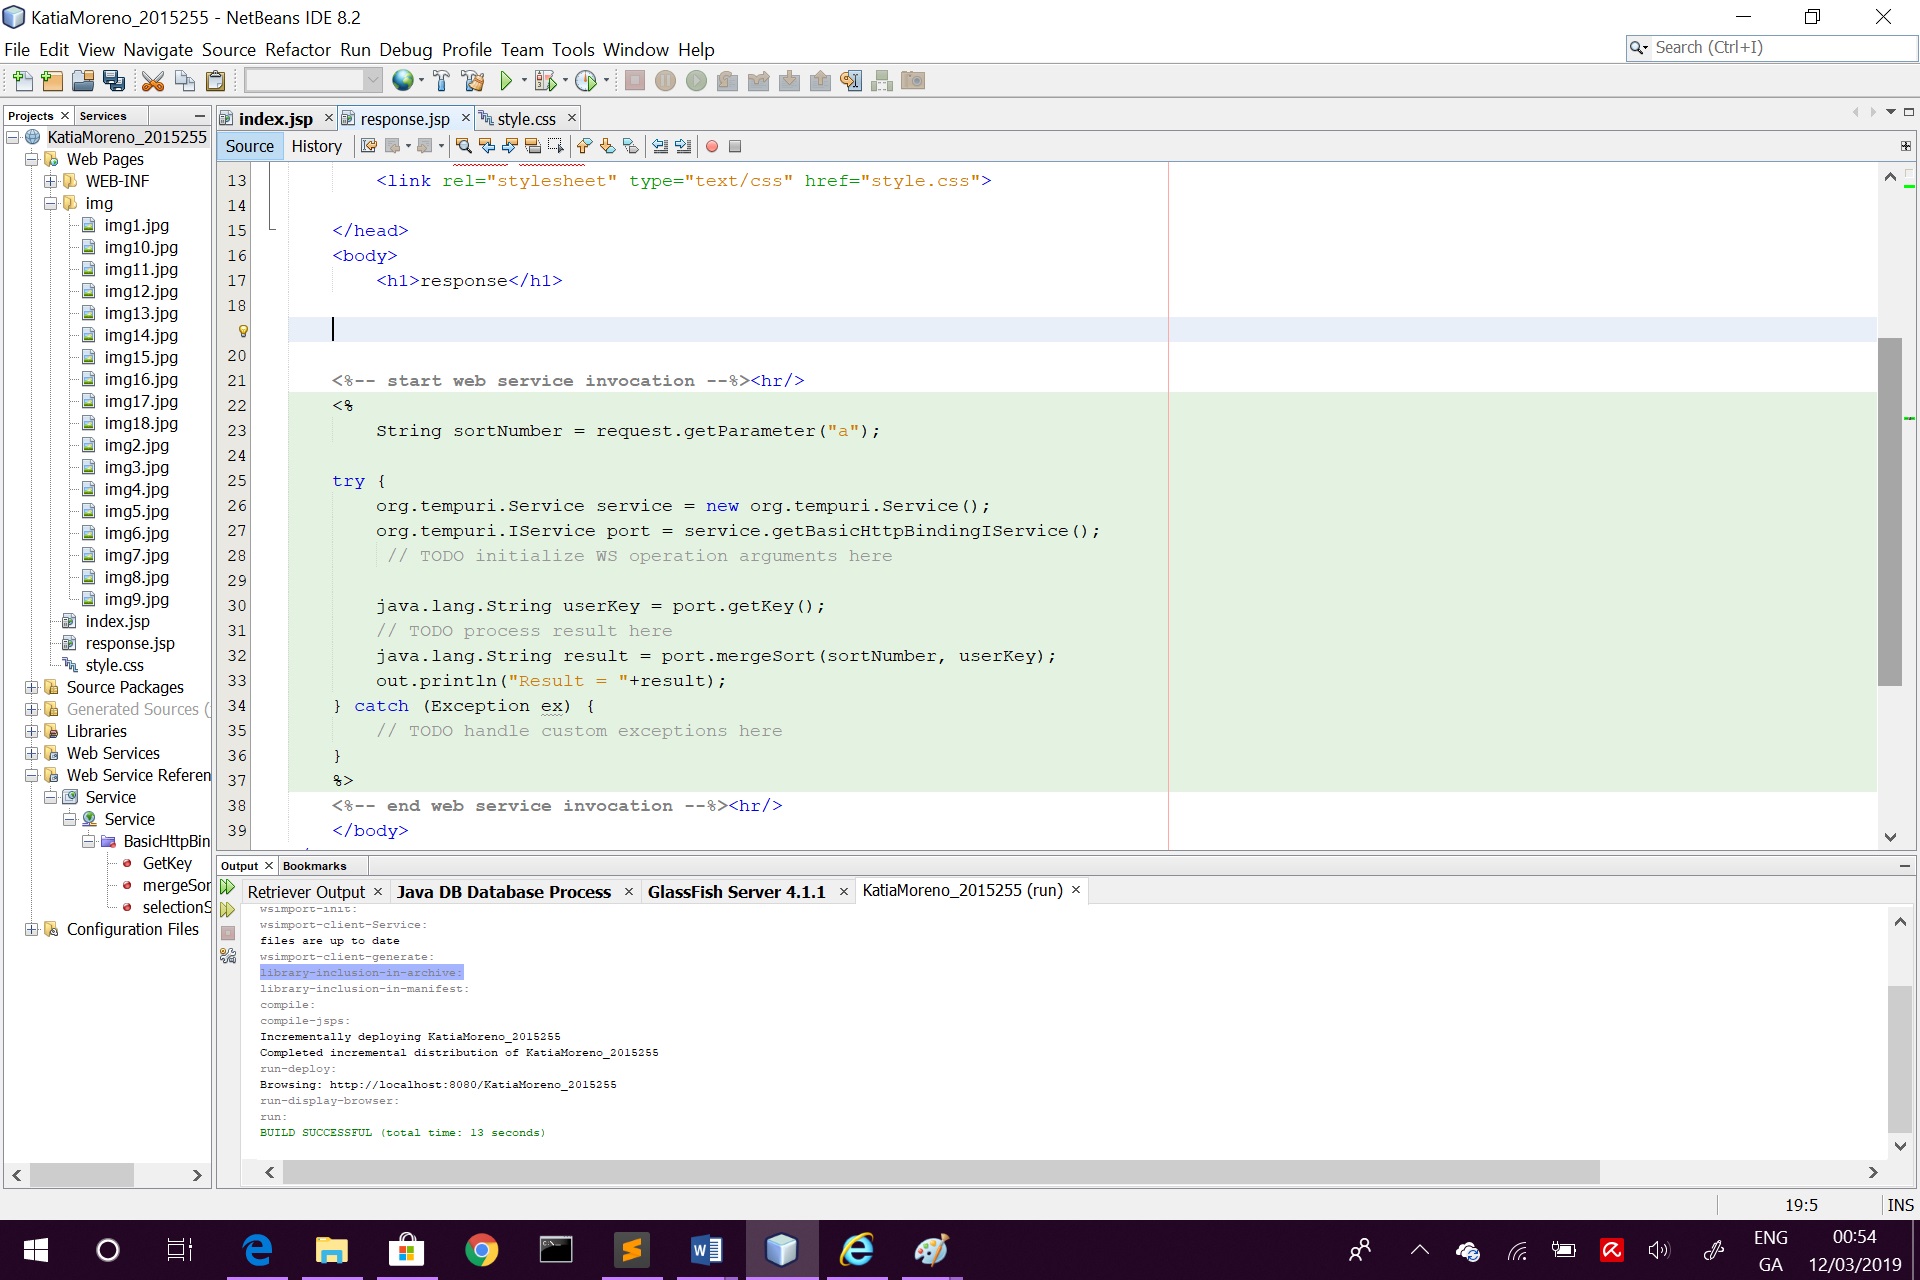 KatiaMoreno_2015255 - NetBeans IDE 8.2
File Edit View Navigate Source Refactor Run Debug Profile Team Tools Window Help
Search (Ctrl+I)
Projects Services
KatiaMoreno_2015255
Web Pages
WEB-INF
img
img1.jpg
img10.jpg
img11.jpg
img12.jpg
img13.jpg
img14.jpg
img15.jpg
img16.jpg
img17.jpg
img18.jpg
img2.jpg
img3.jpg
img4.jpg
img5.jpg
img6.jpg
img7.jpg
img8.jpg
img9.jpg
index.jsp
response.jsp
style.css
Source Packages
Generated Sources (
Libraries
Web Services
Web Service Referen
Service
Service
BasicHttpBin
GetKey
mergeSor
selectionS
Configuration Files
index.jsp response.jsp style.css
Source History
13 <link rel="stylesheet" type="text/css" href="style.css">
14
15 </head>
16 <body>
17 <h1>response</h1>
18
20
21 <%-- start web service invocation --%><hr/>
22 <%
23 String sortNumber = request.getParameter("a");
24
25 try {
26 org.tempuri.Service service = new org.tempuri.Service();
27 org.tempuri.IService port = service.getBasicHttpBindingIService();
28 // TODO initialize WS operation arguments here
29
30 java.lang.String userKey = port.getKey();
31 // TODO process result here
32 java.lang.String result = port.mergeSort(sortNumber, userKey);
33 out.println("Result = "+result);
34 } catch (Exception ex) {
35 // TODO handle custom exceptions here
36 }
37 %>
38 <%-- end web service invocation --%><hr/>
39 </body>
Output Bookmarks
Retriever Output Java DB Database Process GlassFish Server 4.1.1 KatiaMoreno_2015255 (run)
wsimport-init:
wsimport-client-Service:
files are up to date
wsimport-client-generate:
library-inclusion-in-archive:
library-inclusion-in-manifest:
compile:
compile-jsps:
Incrementally deploying KatiaMoreno_2015255
Completed incremental distribution of KatiaMoreno_2015255
run-deploy:
Browsing: http://localhost:8080/KatiaMoreno_2015255
run-display-browser:
run:
BUILD SUCCESSFUL (total time: 13 seconds)
19:5 INS
ENG
GA
00:54
12/03/2019